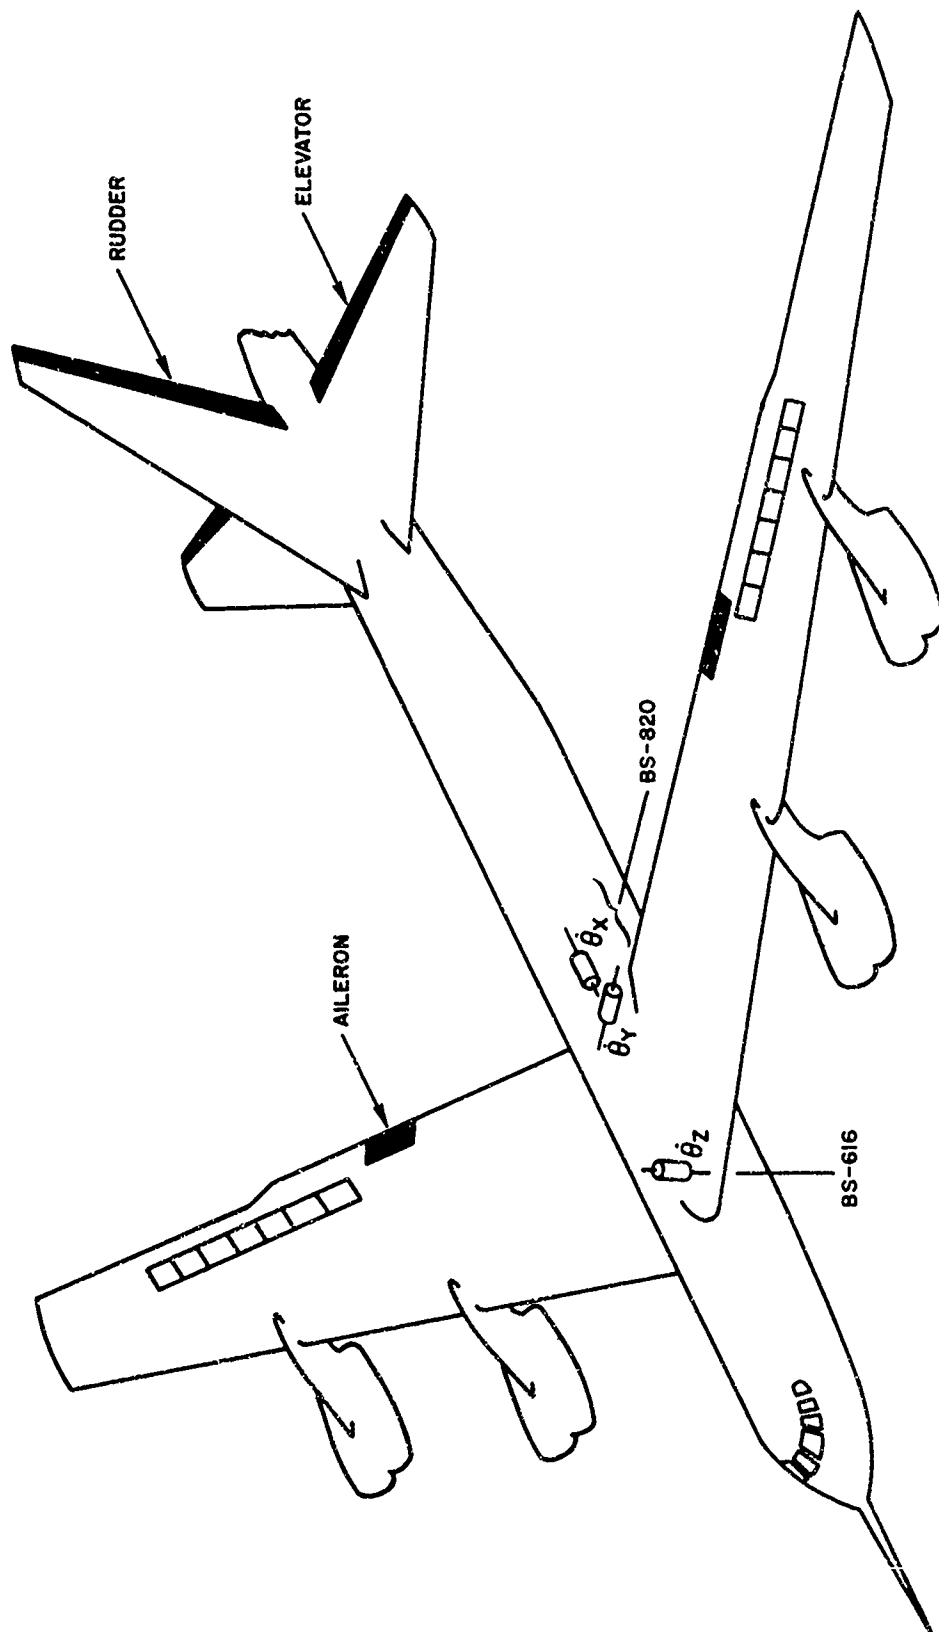 RUDDER
ELEVATOR
AILERON
BS-820
θ̇X
θ̇Y
θ̇Z
BS-616